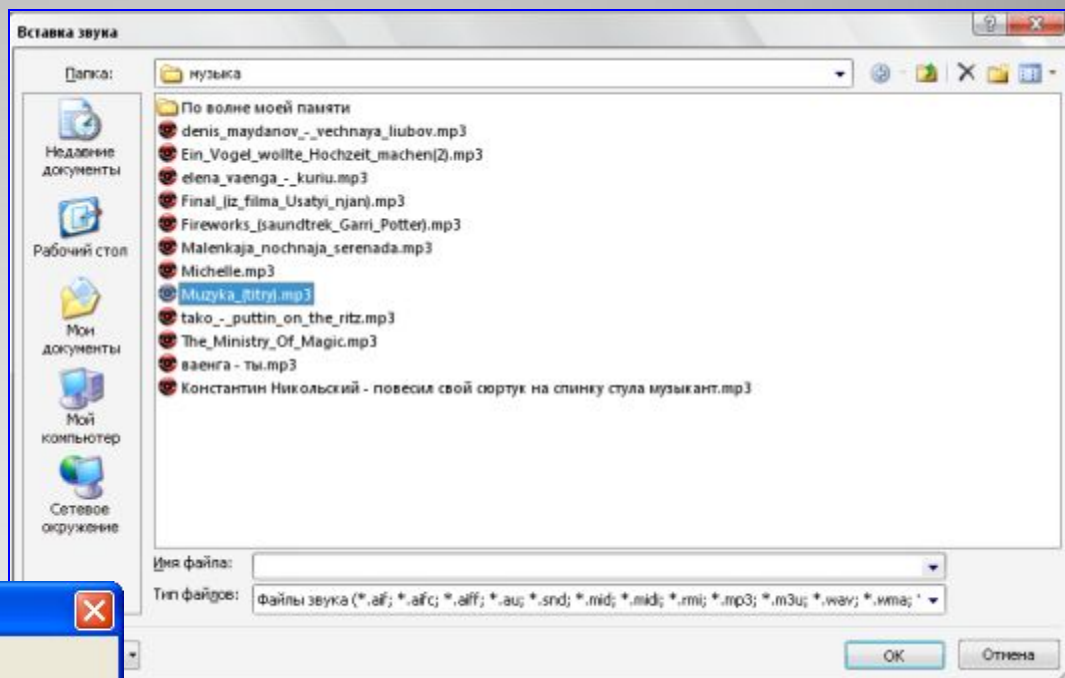 Вставка звука
Папка:
музыка
Недавние
документы
Рабочий стол
Мои
документы
Мой
компьютер
Сетевое
окружение
По волне моей памяти
denis_maydanov_-_vechnaya_liubov.mp3
Ein_Vogel_wollte_Hochzeit_machen(2).mp3
elena_vaenga_-_kuriu.mp3
Final_(iz_filma_Usatyi_njan).mp3
Fireworks_(saundtrek_Garri_Potter).mp3
Malenkaja_nochnaja_serenada.mp3
Michelle.mp3
Muzyka_(titry).mp3
tako_-_puttin_on_the_ritz.mp3
The_Ministry_Of_Magic.mp3
ваенга - ты.mp3
Константин Никольский - повесил свой сюртук на спинку стула музыкант.mp3
Имя файла:
Тип файлов:
Файлы звука (*.aif; *.aifc; *.aiff; *.au; *.snd; *.mid; *.midi; *.rmi; *.mp3; *.m3u; *.wav; *.wma; *
ОК
Отмена